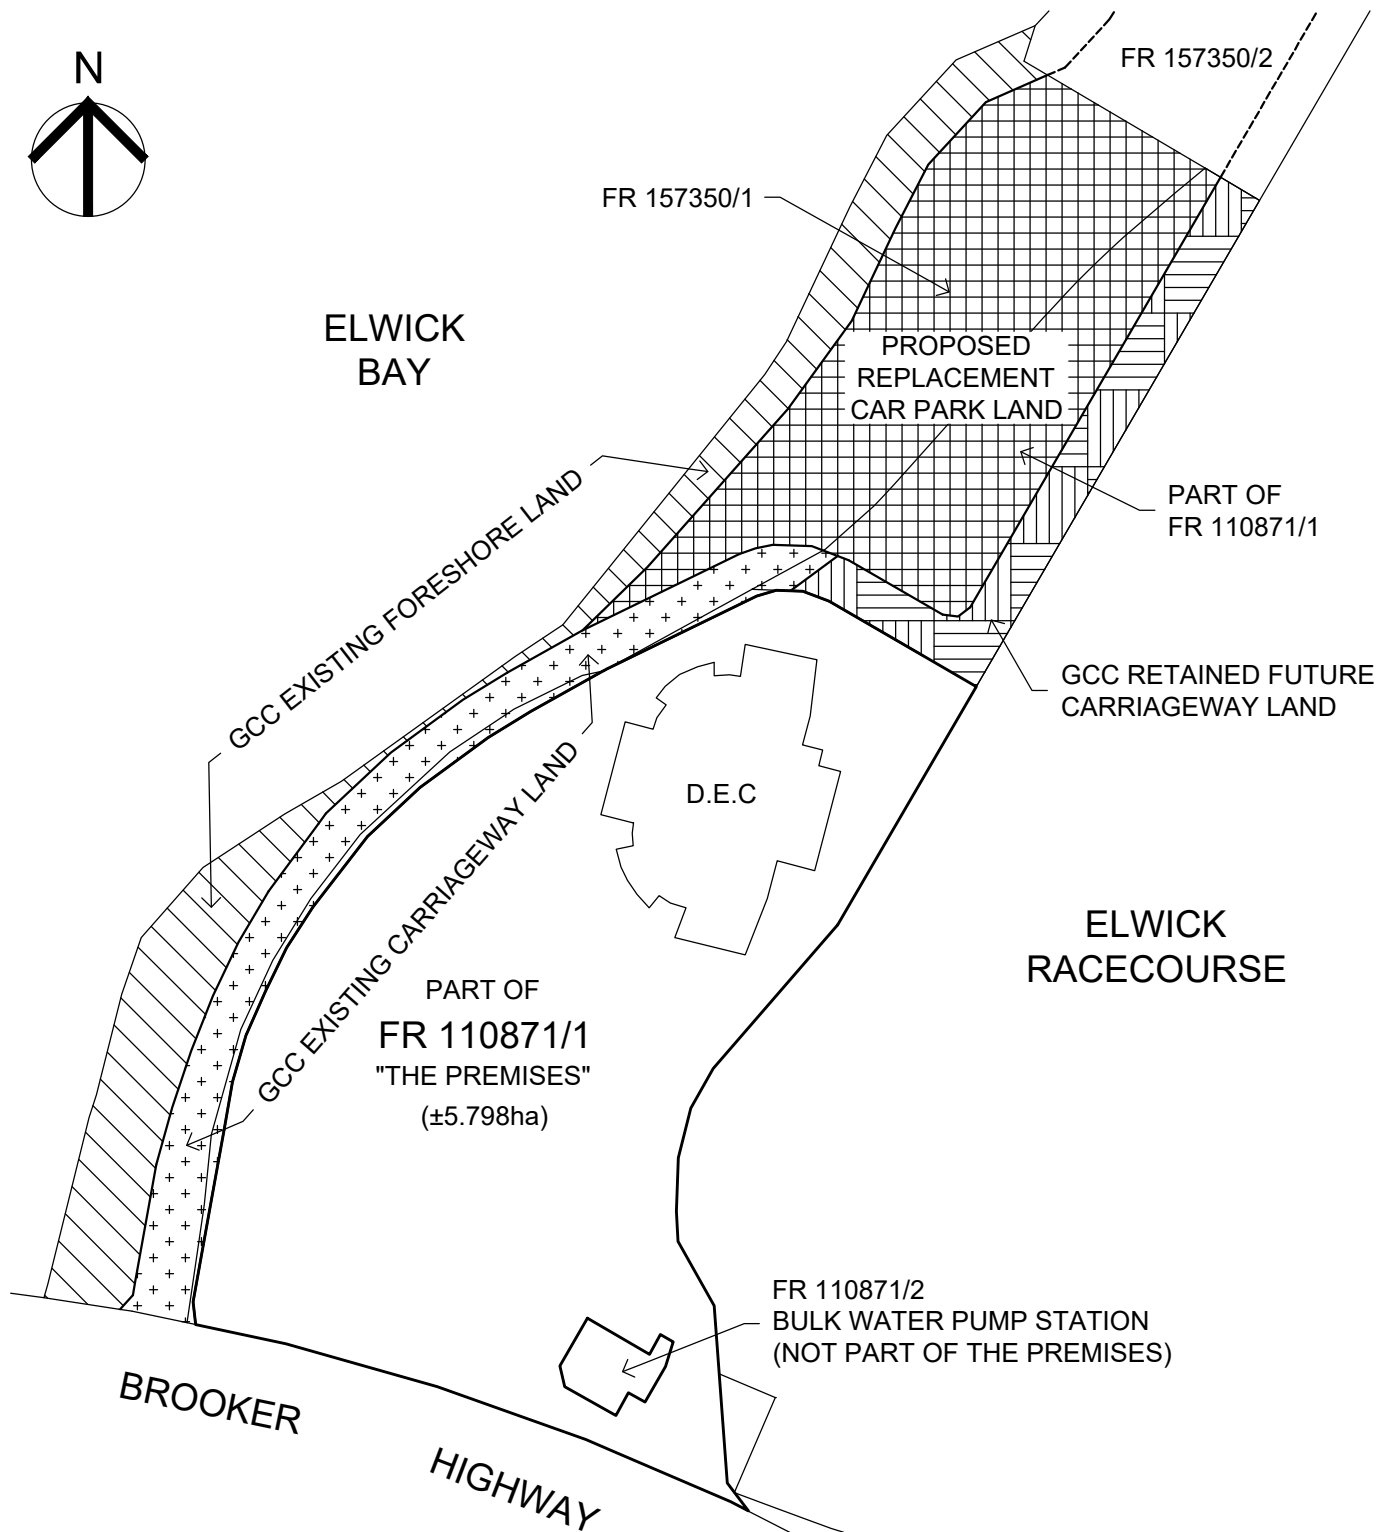 N
FR 157350/2
FR 157350/1
ELWICK
BAY
PROPOSED
REPLACEMENT
CAR PARK LAND
PART OF
FR 110871/1
GCC EXISTING FORESHORE LAND
GCC RETAINED FUTURE
CARRIAGEWAY LAND
D.E.C
GCC EXISTING CARRIAGEWAY LAND
ELWICK
RACECOURSE
PART OF
FR 110871/1
"THE PREMISES"
(±5.798ha)
FR 110871/2
BULK WATER PUMP STATION
(NOT PART OF THE PREMISES)
BROOKER
HIGHWAY